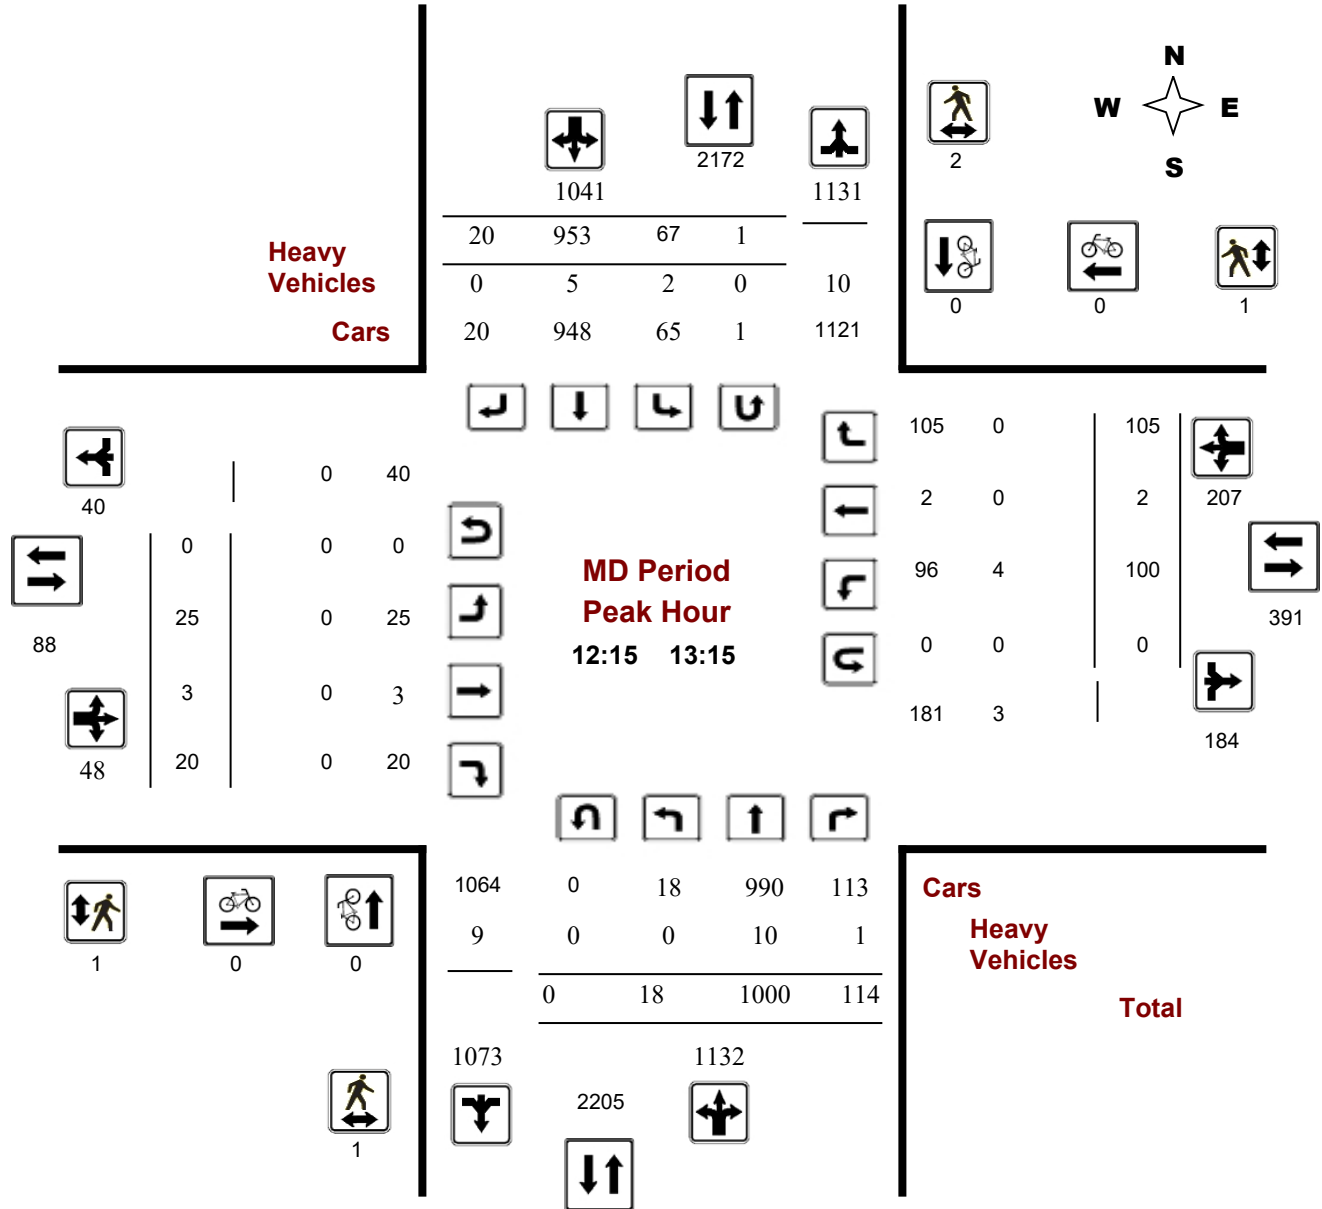 N
W E
S
2172
2
1041 1131
20 953 67 1
Heavy
Vehicles 0 5 2 0 10
Cars 20 948 65 1 1121
0 0 1
105 0 105
0 40
40
2 0 2 207
0 0 0
MD Period
96 4 100
Peak Hour
25 0 25 391
88 12:15 13:15 0 0 0
3 0 3
181 3
184
48 20 0 20
1064 0 18 990 113 Cars
9 0 0 10 1 Heavy
Vehicles
1 0 0
0 18 1000 114 Total
1073 1132
2205
1